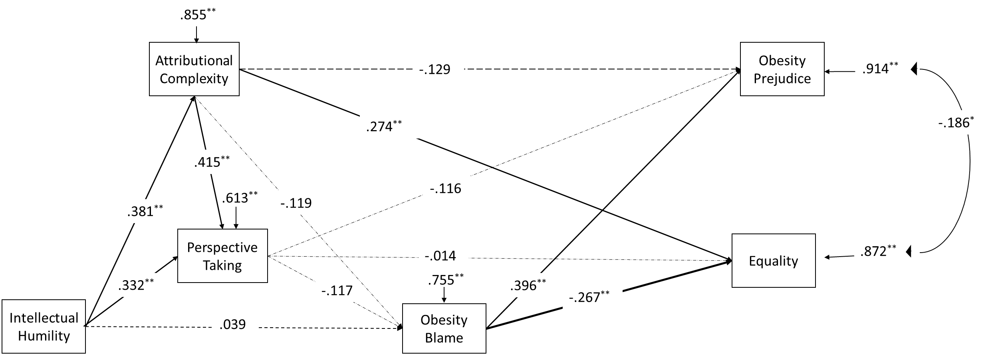 .855**
Attributional
Complexity
Obesity
Prejudice
-.129
.914**
.274**
-.186*
.415**
-.116
.613**
-.119
.381**
Perspective
Taking
-.014
Equality
.872**
.755**
.332**
-.117
.396**
-.267**
Intellectual
Humility
.039
Obesity
Blame